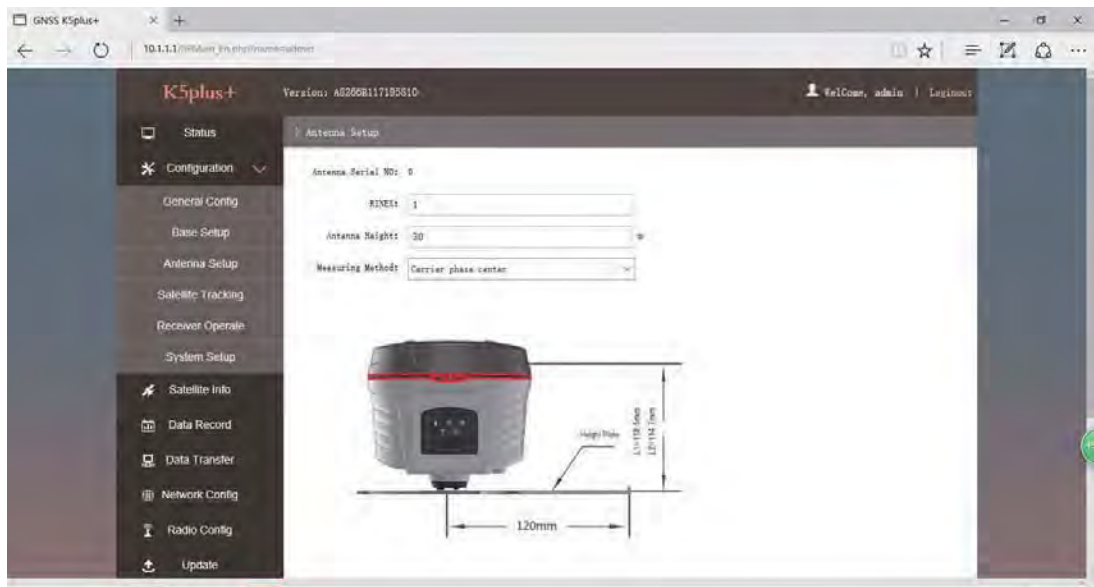 GNSS K5plus+
10.1.1.1
K5plus+
Version:
WelCome, admin | Loginout
Status
Antenna Setup
Configuration
Antenna Serial NO: 0
General Config
RINEX: 1
Base Setup
Antenna Height: 30
Antenna Setup
Measuring Method: Carrier phase center
Satellite Tracking
Receiver Operate
System Setup
Satellite Info
Data Record
Height Plate
Data Transfer
Network Config
Radio Config
120mm
Update